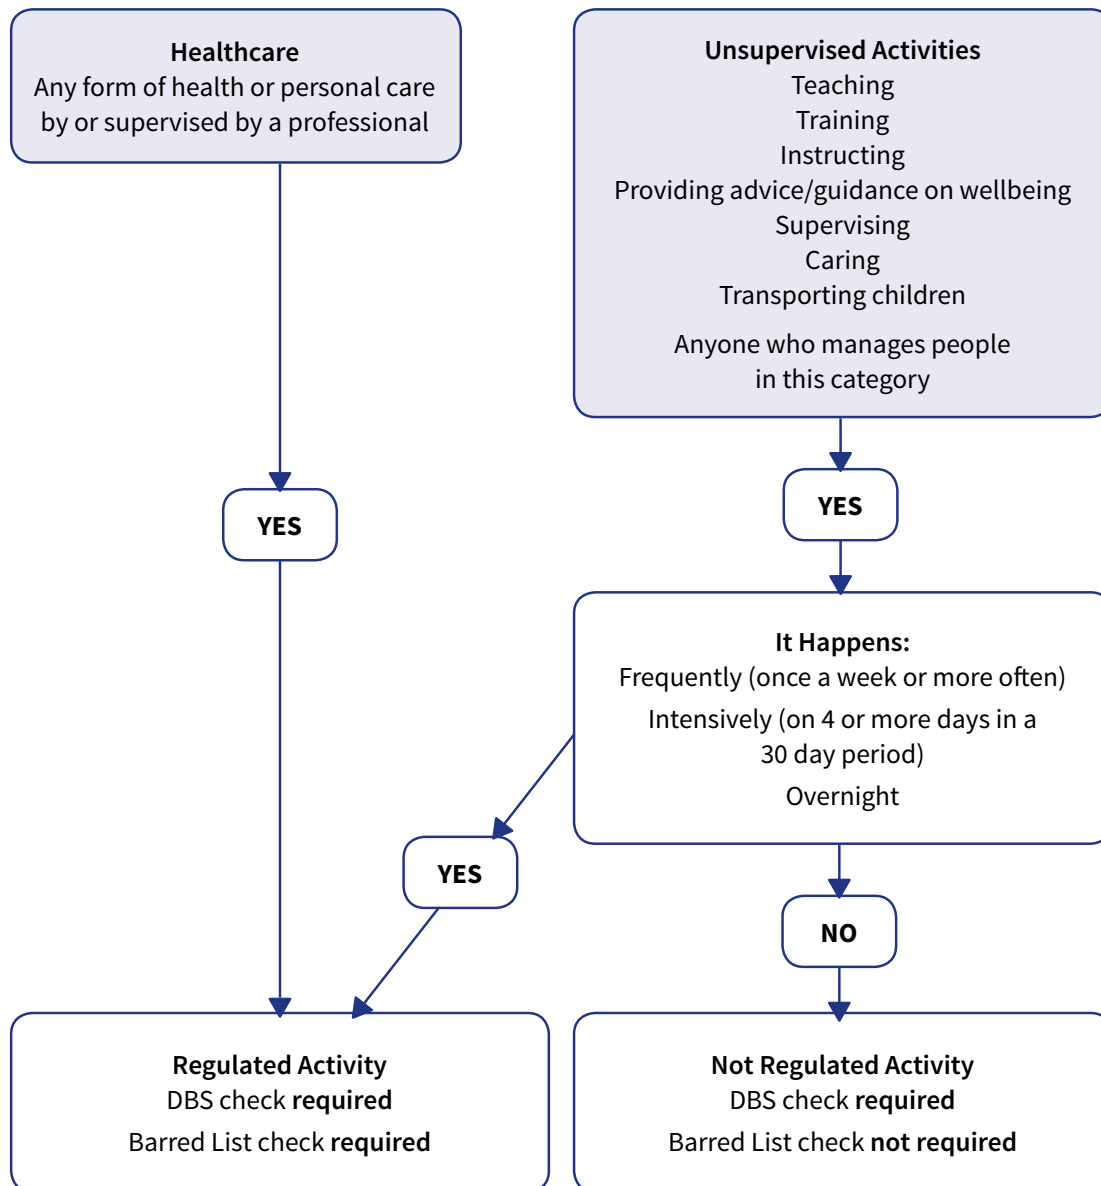 Healthcare
Any form of health or personal care
by or supervised by a professional
Unsupervised Activities
Teaching
Training
Instructing
Providing advice/guidance on wellbeing
Supervising
Caring
Transporting children
Anyone who manages people
in this category
YES
YES
It Happens:
Frequently (once a week or more often)
Intensively (on 4 or more days in a
30 day period)
Overnight
YES
NO
Regulated Activity
DBS check required
Barred List check required
Not Regulated Activity
DBS check required
Barred List check not required